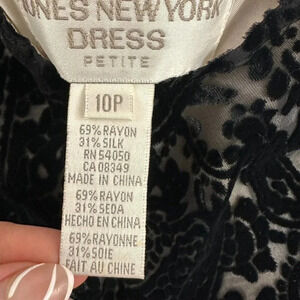 JONES NEW YORK
DRESS
PETITE
10P
69% RAYON
31% SILK
RN 54050
CA 08349
MADE IN CHINA
69% RAYON
31% SEDA
HECHO EN CHINA
69% RAYONNE
31% SOIE
FAIT AU CHINE